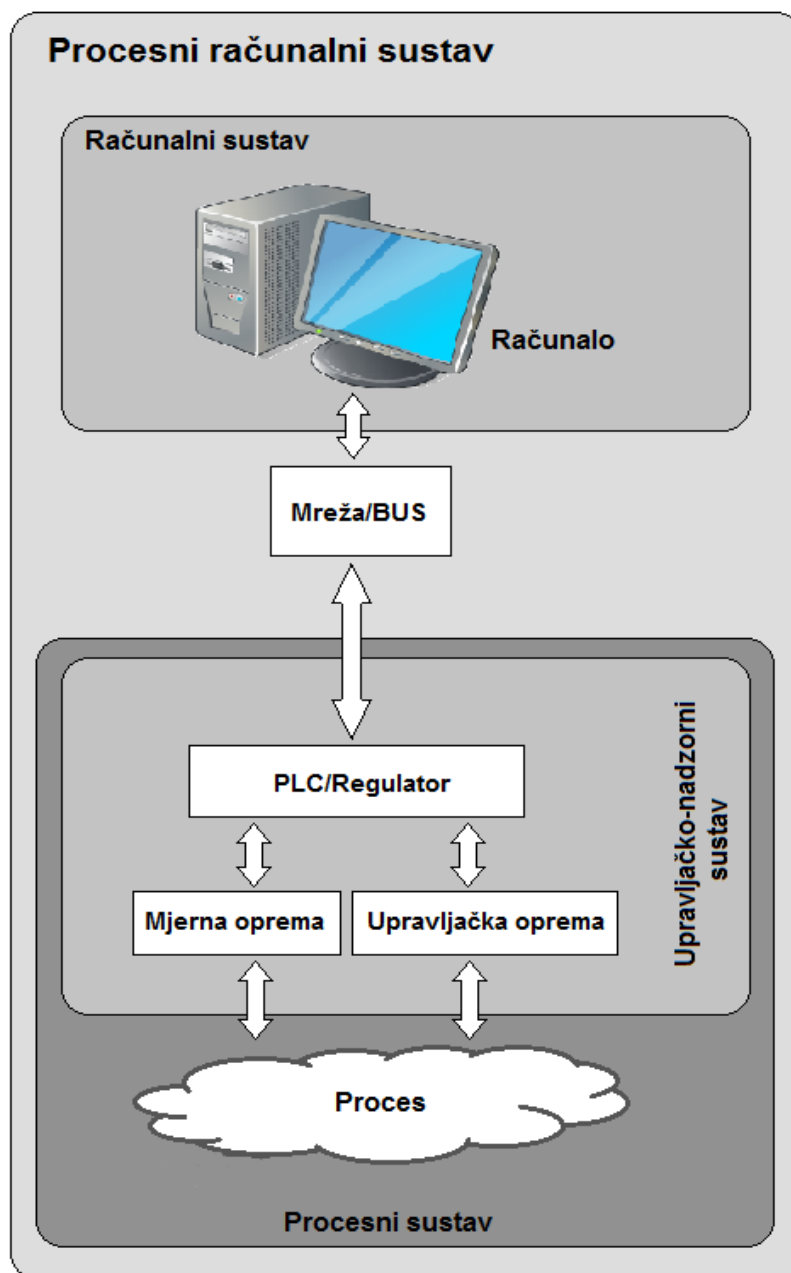 Procesni računalni sustav
Računalni sustav
Računalo
Mreža/BUS
PLC/Regulator
Upravljačko-nadzorni
sustav
Mjerna oprema
Upravljačka oprema
Proces
Procesni sustav